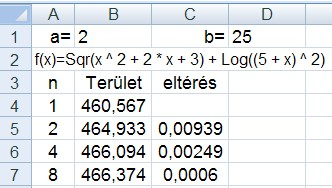 A B C D
1 a= 2 b= 25
2 f(x)=Sqr(x ^ 2 + 2 * x + 3) + Log((5 + x) ^ 2)
3 n Terület eltérés
4 1 460,567
5 2 464,933 0,00939
6 4 466,094 0,00249
7 8 466,374 0,0006